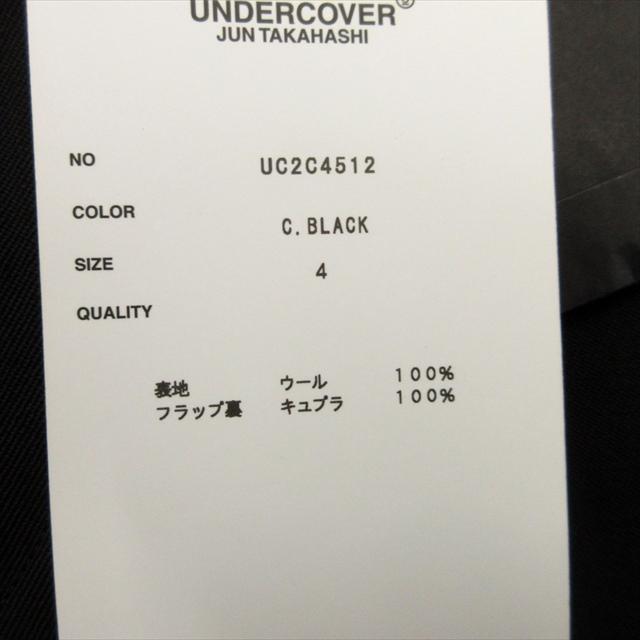 UNDERCOVER®
JUN TAKAHASHI
NO UC2C4512
COLOR C.BLACK
SIZE 4
QUALITY
表地 ウール 100%
フラップ裏 キュプラ 100%